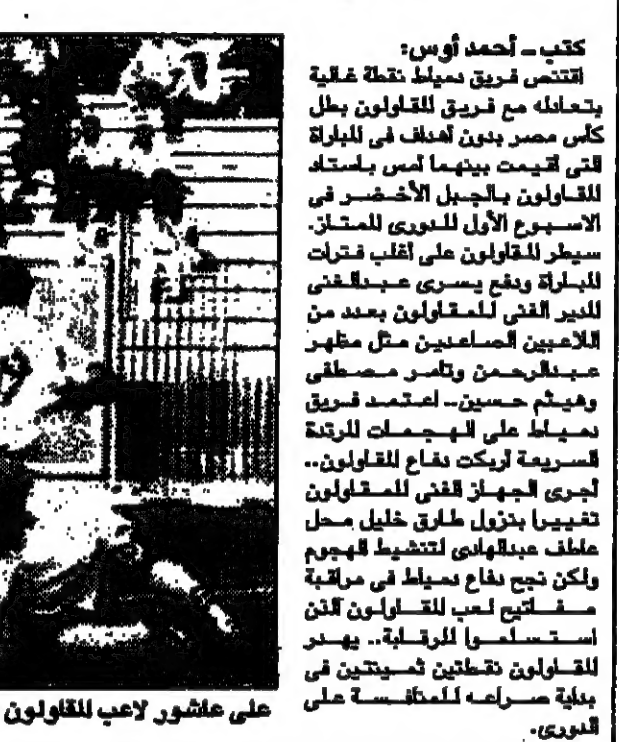 كتب ـ أحمد أوس:
اقتنص فريق دمياط نقطة غالية
بتعادله مع فريق المقاولون بطل
كأس مصر بدون أهداف فى المباراة
التى أقيمت بينهما أمس باستاد
المقاولون بالجبل الأخضر فى
الاسبوع الأول للدورى الممتاز.
سيطر المقاولون على أغلب فترات
المباراة ودفع يسرى عبدالغنى
المدير الفنى للمقاولون بعدد من
اللاعبين الصاعدين مثل مظهر
عبدالرحمن وتامر مصطفى
وهيثم حسين.. اعتمد فريق
دمياط على الهجمات المرتدة
السريعة أربكت دفاع المقاولون..
أجرى الجهاز الفنى للمقاولون
تغييرا بنزول طارق خليل محل
عاطف عبدالهادى لتنشيط الهجوم
ولكن نجح دفاع دمياط فى مراقبة
مفاتيح لعب المقاولون الذن
استسلموا للرقابة.. يهدر
المقاولون نقطتين ثمينتين فى
بداية صراعه للمنافسة على
الدورى.
على عاشور لاعب المقاولون